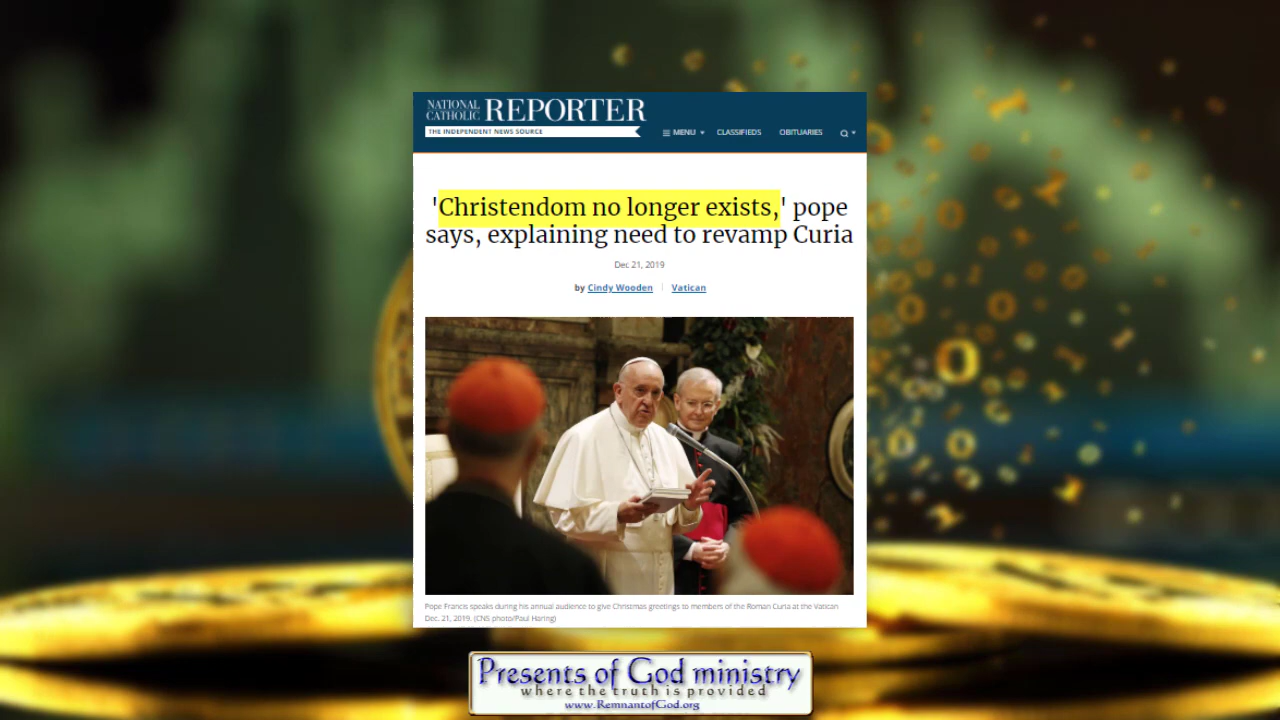 NATIONAL CATHOLIC REPORTER
THE INDEPENDENT NEWS SOURCE
MENU
CLASSIFIEDS
OBITUARIES
'Christendom no longer exists,' pope
says, explaining need to revamp Curia
Dec 21, 2019
by Cindy Wooden | Vatican
Pope Francis speaks during his annual audience to give Christmas greetings to members of the Roman Curia at the Vatican
Dec. 21, 2019. (CNS photo/Paul Haring)
Presents of God ministry
where the truth is provided
www.RemnantofGod.org